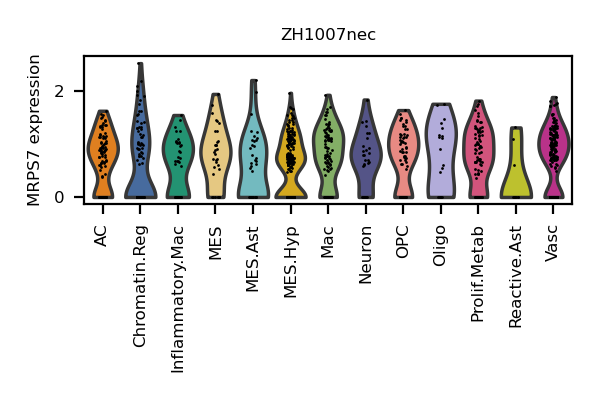 ZH1007nec
MRPS7 expression
2
0
AC
Chromatin.Reg
Inflammatory.Mac
MES
MES.Ast
MES.Hyp
Mac
Neuron
OPC
Oligo
Prolif.Metab
Reactive.Ast
Vasc